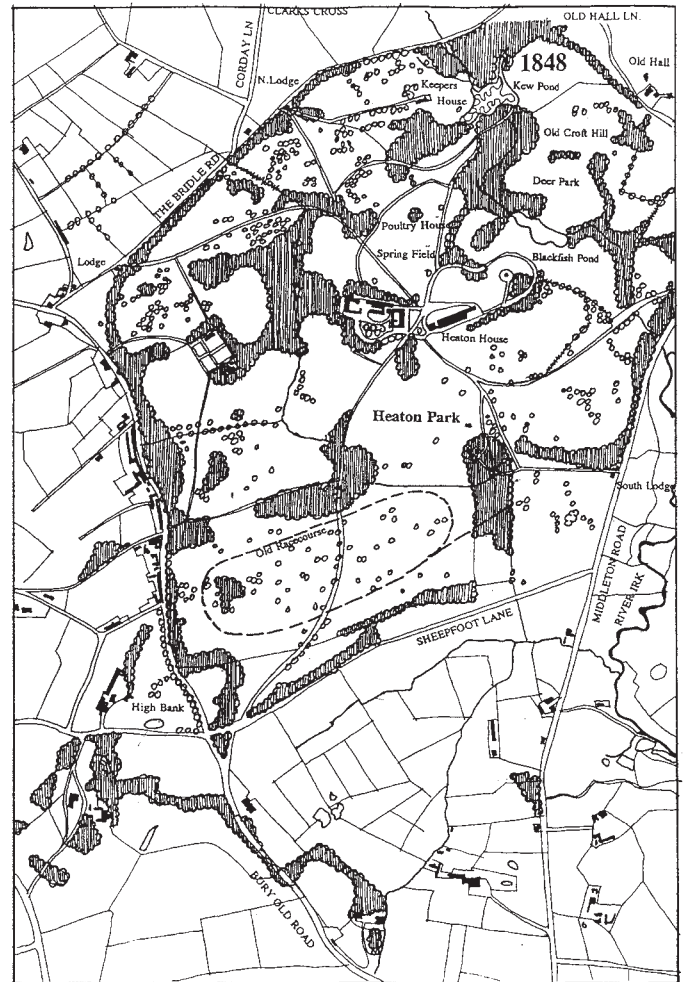 CLARKS CROSS
OLD HALL LN.
CORDAY LN
1848
Old Hall
N.Lodge
Keepers
House
Kew Pond
Old Croft Hill
THE BRIDLE RD
Deer Park
Poultry House
Lodge
Spring Field
Blackfish Pond
Heaton House
Heaton Park
South Lodge
Old Racecourse
MIDDLETON ROAD
RIVER IRK
SHEEPFOOT LANE
High Bank
BURY OLD ROAD